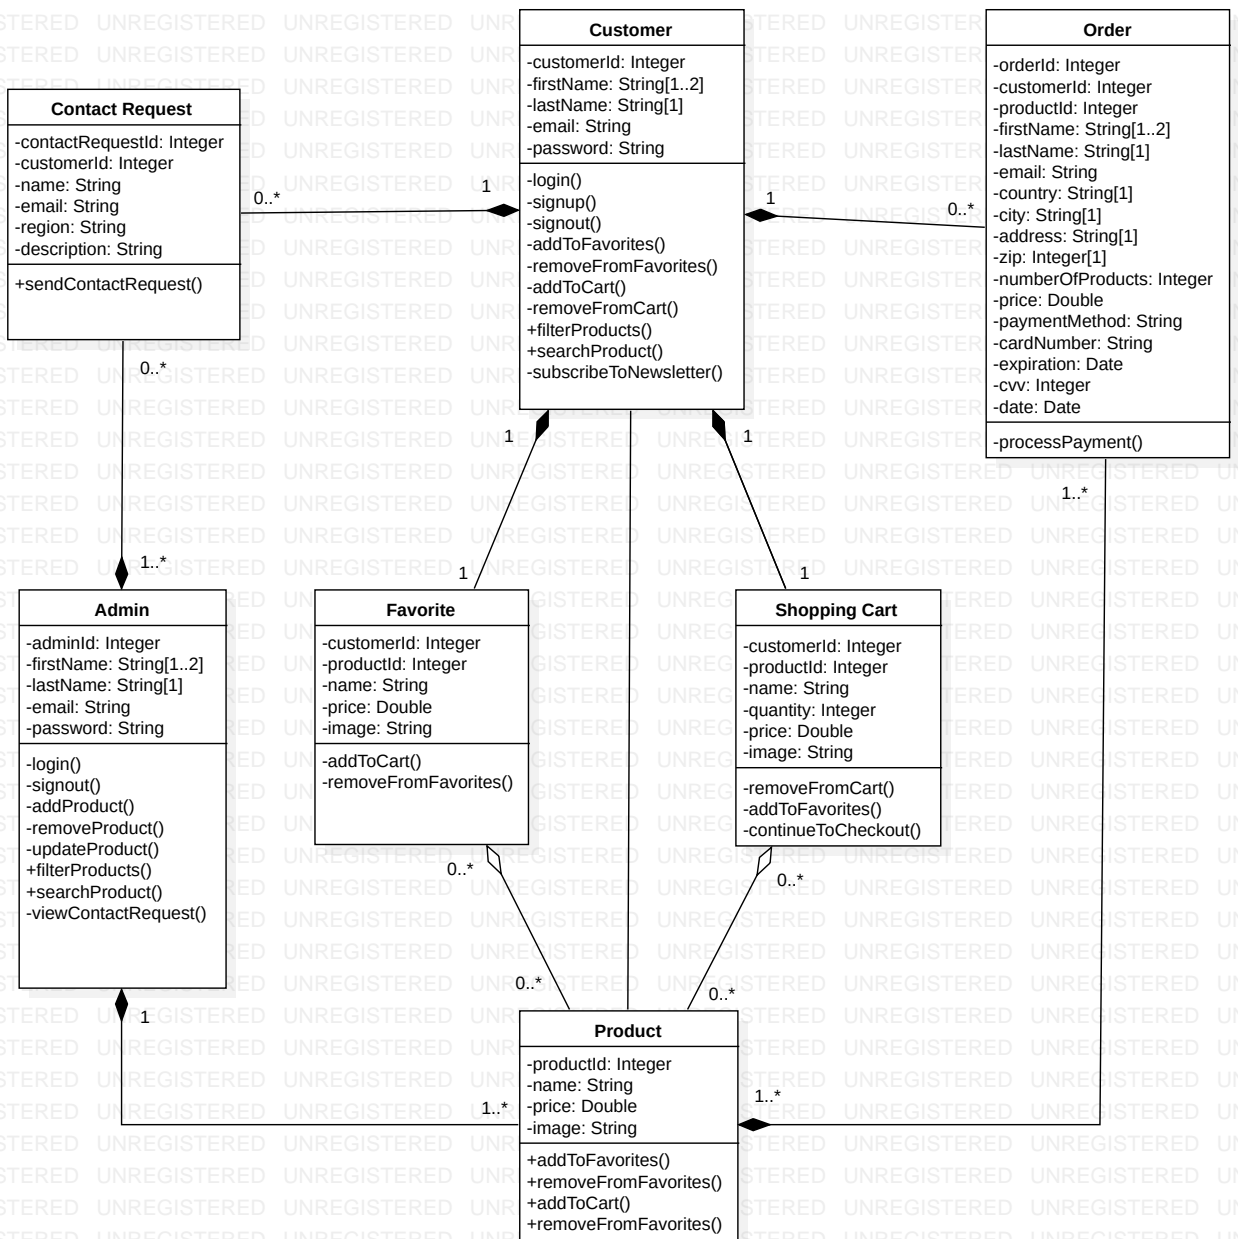 Customer
-customerId: Integer
-firstName: String[1..2]
-lastName: String[1]
-email: String
-password: String
-login()
-signup()
-signout()
-addToFavorites()
-removeFromFavorites()
-addToCart()
-removeFromCart()
+filterProducts()
+searchProduct()
-subscribeToNewsletter()
Order
-orderId: Integer
-customerId: Integer
-productId: Integer
-firstName: String[1..2]
-lastName: String[1]
-email: String
-country: String[1]
-city: String[1]
-address: String[1]
-zip: Integer[1]
-numberOfProducts: Integer
-price: Double
-paymentMethod: String
-cardNumber: String
-expiration: Date
-cvv: Integer
-date: Date
-processPayment()
Contact Request
-contactRequestId: Integer
-customerId: Integer
-name: String
-email: String
-region: String
-description: String
+sendContactRequest()
0..*
1
1
0..*
0..*
1
1
1..*
1..*
1
1
Admin
-adminId: Integer
-firstName: String[1..2]
-lastName: String[1]
-email: String
-password: String
-login()
-signout()
-addProduct()
-removeProduct()
-updateProduct()
+filterProducts()
+searchProduct()
-viewContactRequest()
Favorite
-customerId: Integer
-productId: Integer
-name: String
-price: Double
-image: String
-addToCart()
-removeFromFavorites()
Shopping Cart
-customerId: Integer
-productId: Integer
-name: String
-quantity: Integer
-price: Double
-image: String
-removeFromCart()
-addToFavorites()
-continueToCheckout()
0..*
0..*
0..*
0..*
1
1..*
1..*
Product
-productId: Integer
-name: String
-price: Double
-image: String
+addToFavorites()
+removeFromFavorites()
+addToCart()
+removeFromFavorites()
UNREGISTERED